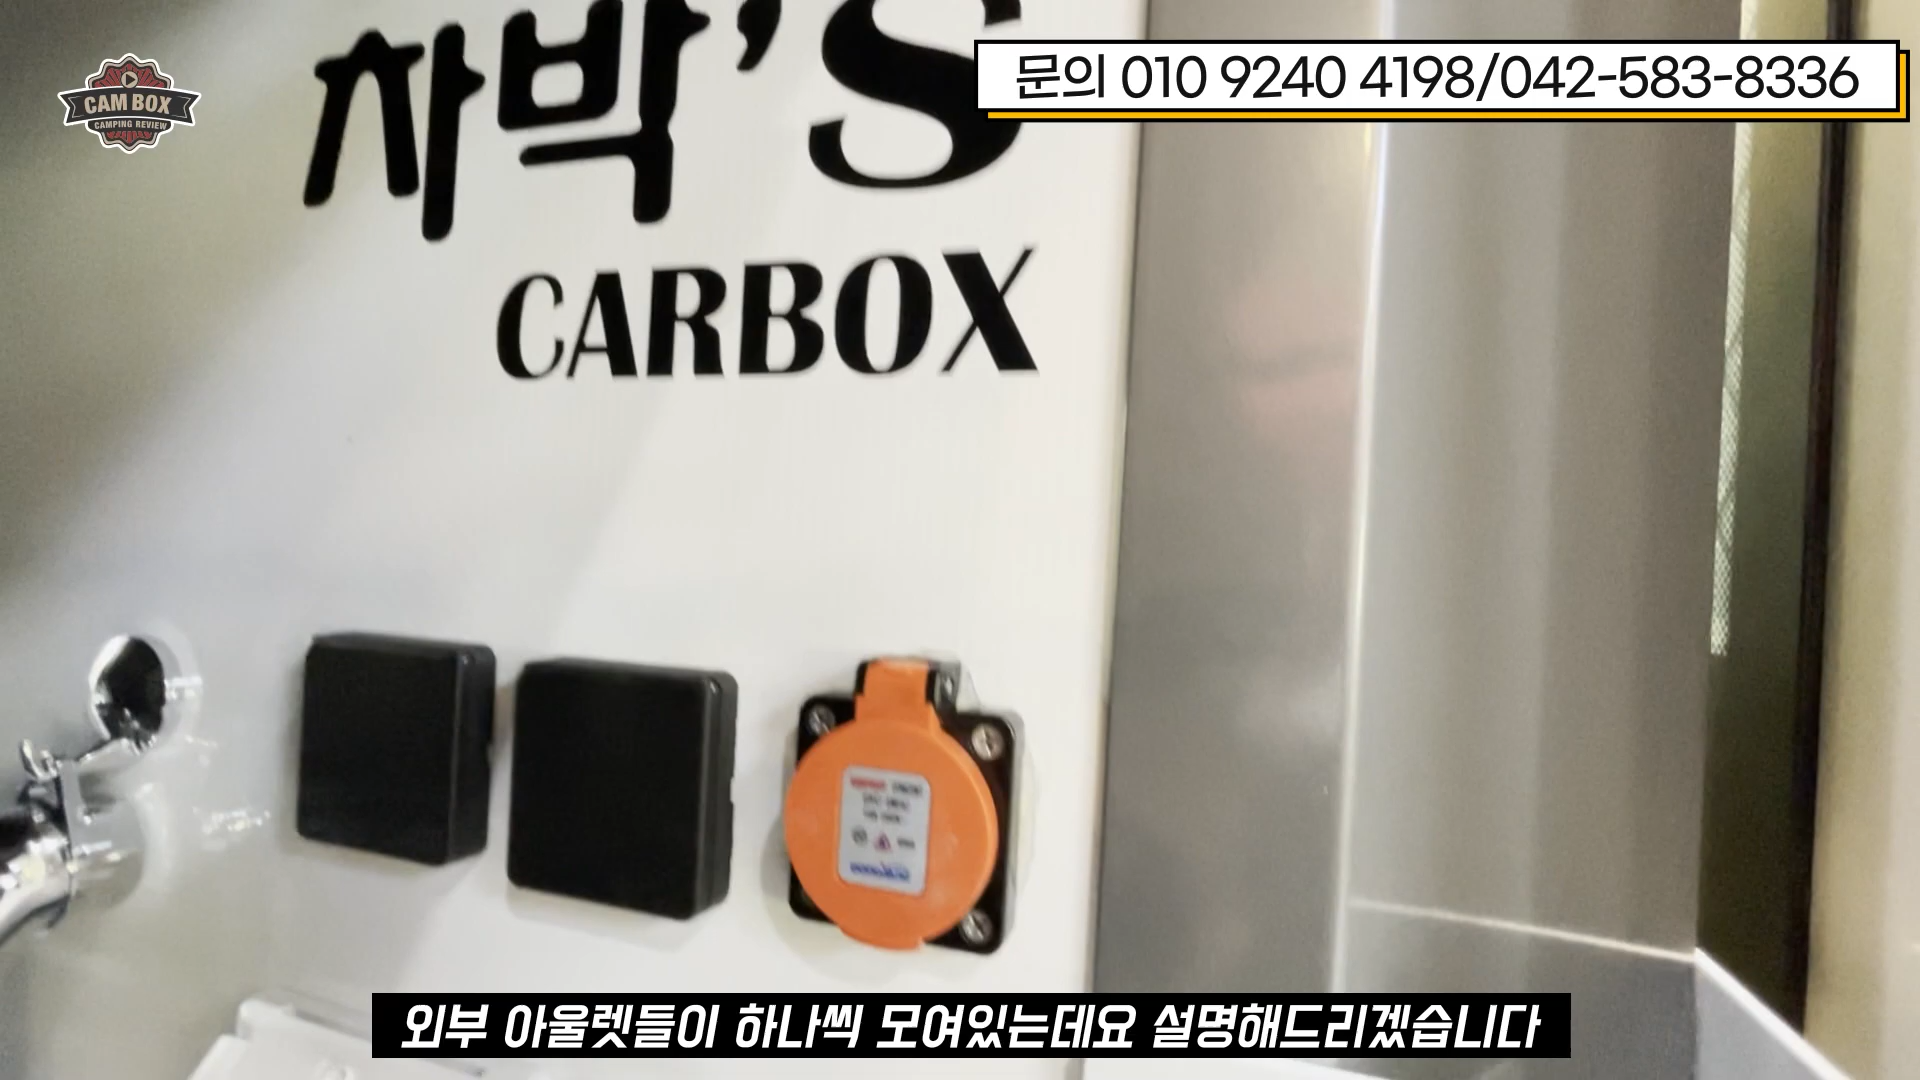 차박'S
문의 010 9240 4198/042-583-8336
CAM BOX
CAMPING REVIEW
CARBOX
외부 아울렛들이 하나씩 모여있는데요 설명해드리겠습니다